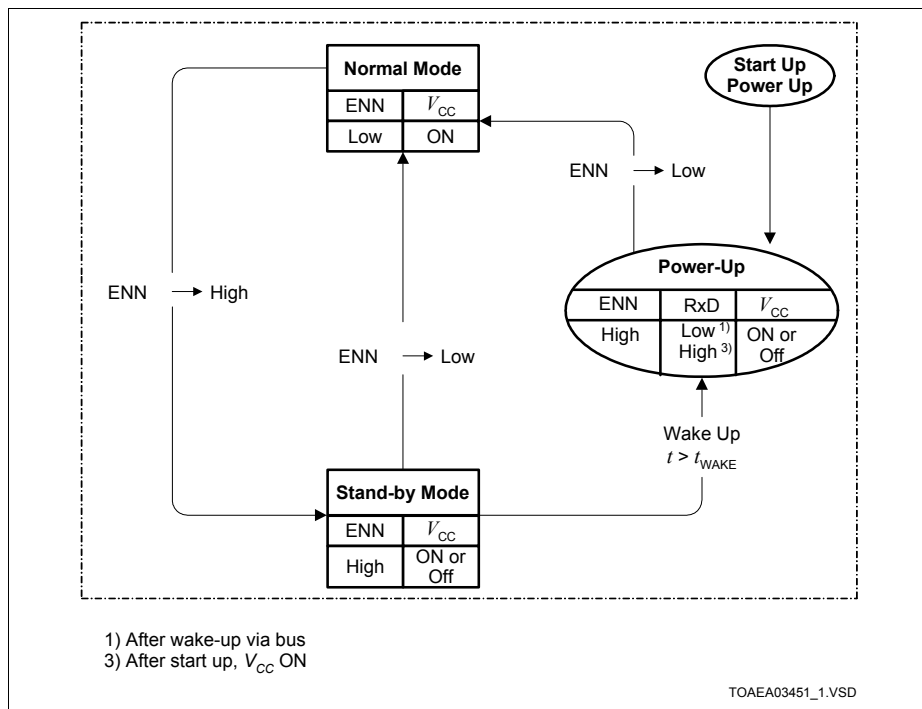 Normal Mode
ENN V_CC
Low ON
Start Up
Power Up
ENN → Low
Power-Up
ENN RxD V_CC
High Low 1) ON or
High 3) Off
ENN → High
ENN → Low
Wake Up
t > t_WAKE
Stand-by Mode
ENN V_CC
High ON or
Off
1) After wake-up via bus
3) After start up, V_CC ON
TOAEA03451_1.VSD